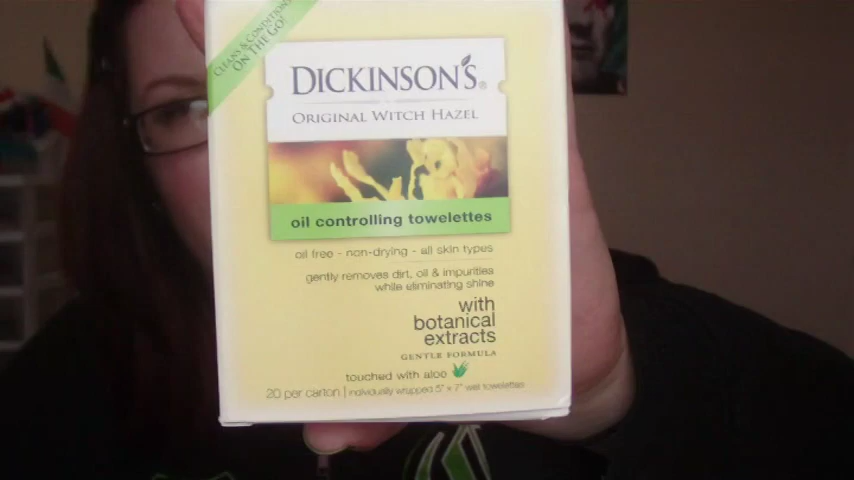 CLEANS & CONDITIONS
ON THE GO!
DICKINSON'S®
ORIGINAL WITCH HAZEL
oil controlling towelettes
oil free - non-drying - all skin types
gently removes dirt, oil & impurities
while eliminating shine
with
botanical
extracts
GENTLE FORMULA
touched with aloe
20 per carton | individually wrapped 5" x 7" wet towelettes